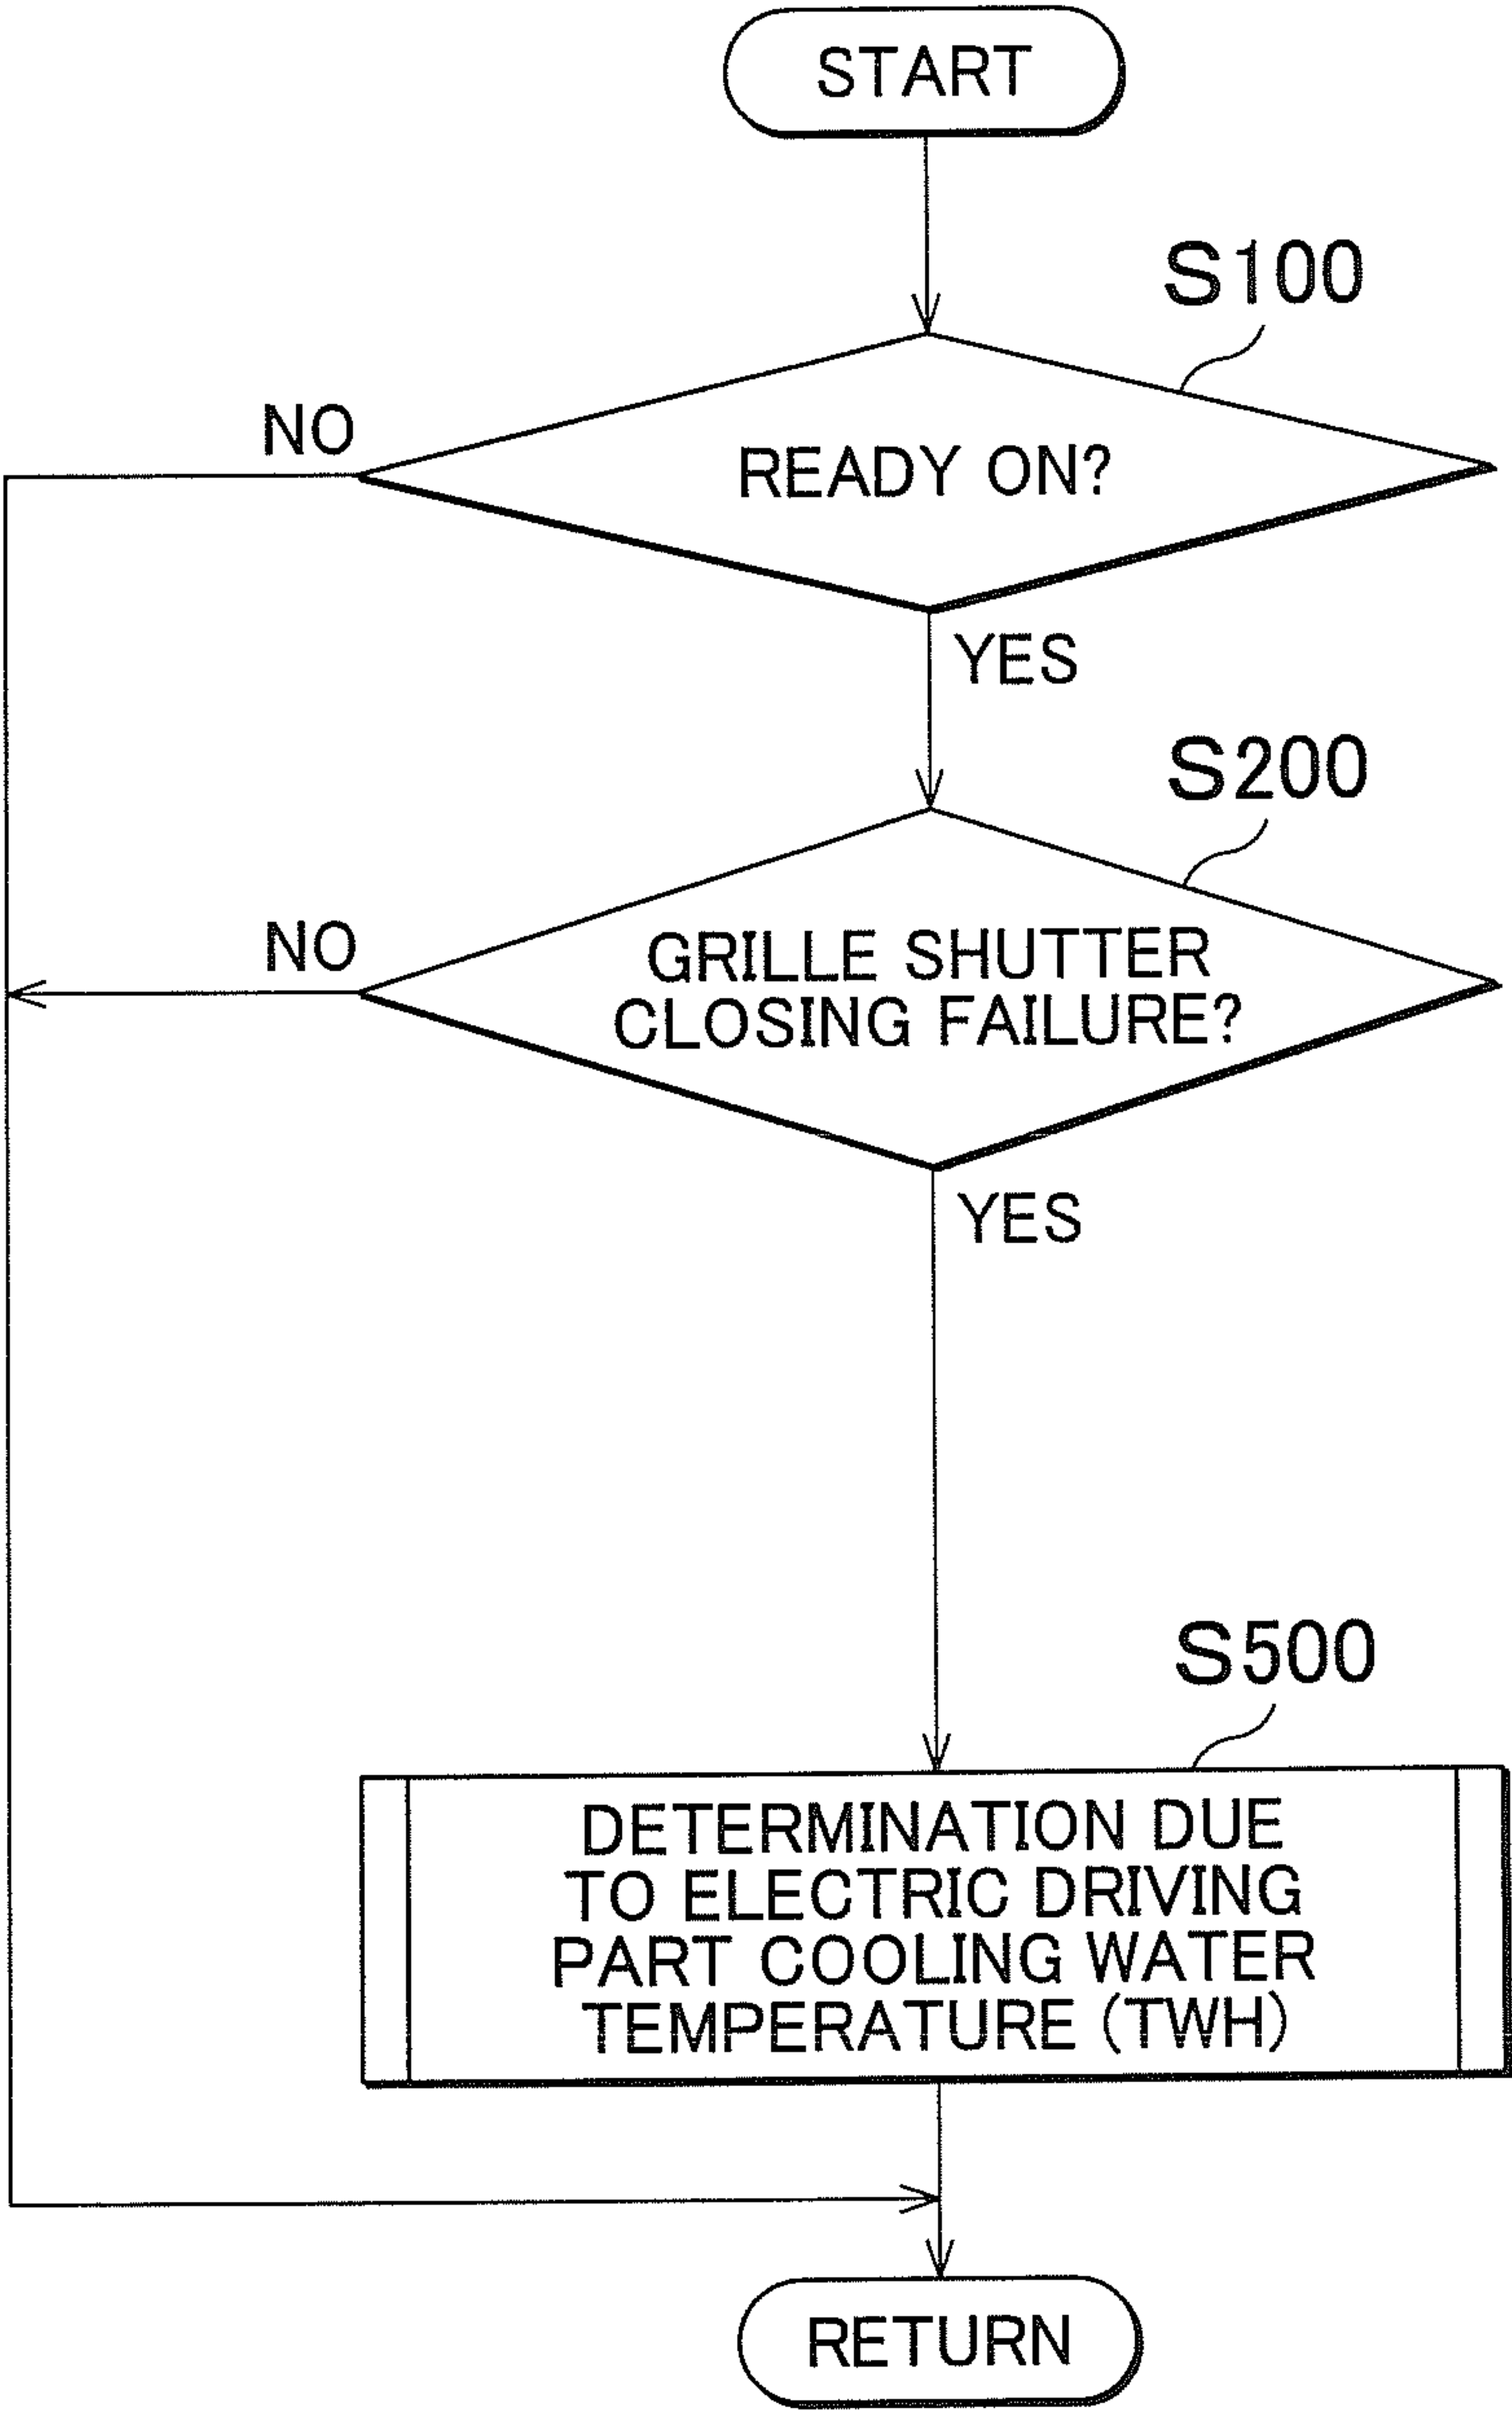 START
S100
NO
READY ON?
YES
S200
NO
GRILLE SHUTTER
CLOSING FAILURE?
YES
S500
DETERMINATION DUE
TO ELECTRIC DRIVING
PART COOLING WATER
TEMPERATURE (TWH)
RETURN